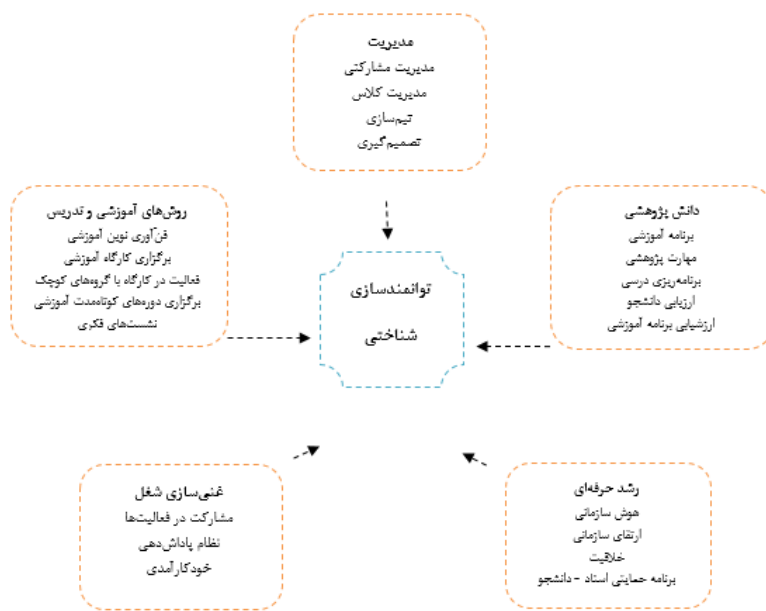 مدیریت
مدیریت مشارکتی
مدیریت کلاس
تیم‌سازی
تصمیم‌گیری
دانش پژوهشی
برنامه آموزشی
مهارت پژوهشی
برنامه‌ریزی درسی
ارزیابی دانشجو
ارزشیابی برنامه آموزشی
روش‌های آموزشی و تدریس
فن‌آوری نوین آموزشی
برگزاری کارگاه آموزشی
فعالیت در کارگاه با گروه‌های کوچک
برگزاری دوره‌های کوتاه‌مدت آموزشی
نشست‌های فکری
توانمندسازی
شناختی
رشد حرفه‌ای
هوش سازمانی
ارتقای سازمانی
خلاقیت
برنامه حمایتی استاد - دانشجو
غنی‌سازی شغل
مشارکت در فعالیت‌ها
نظام پاداش‌دهی
خودکارآمدی